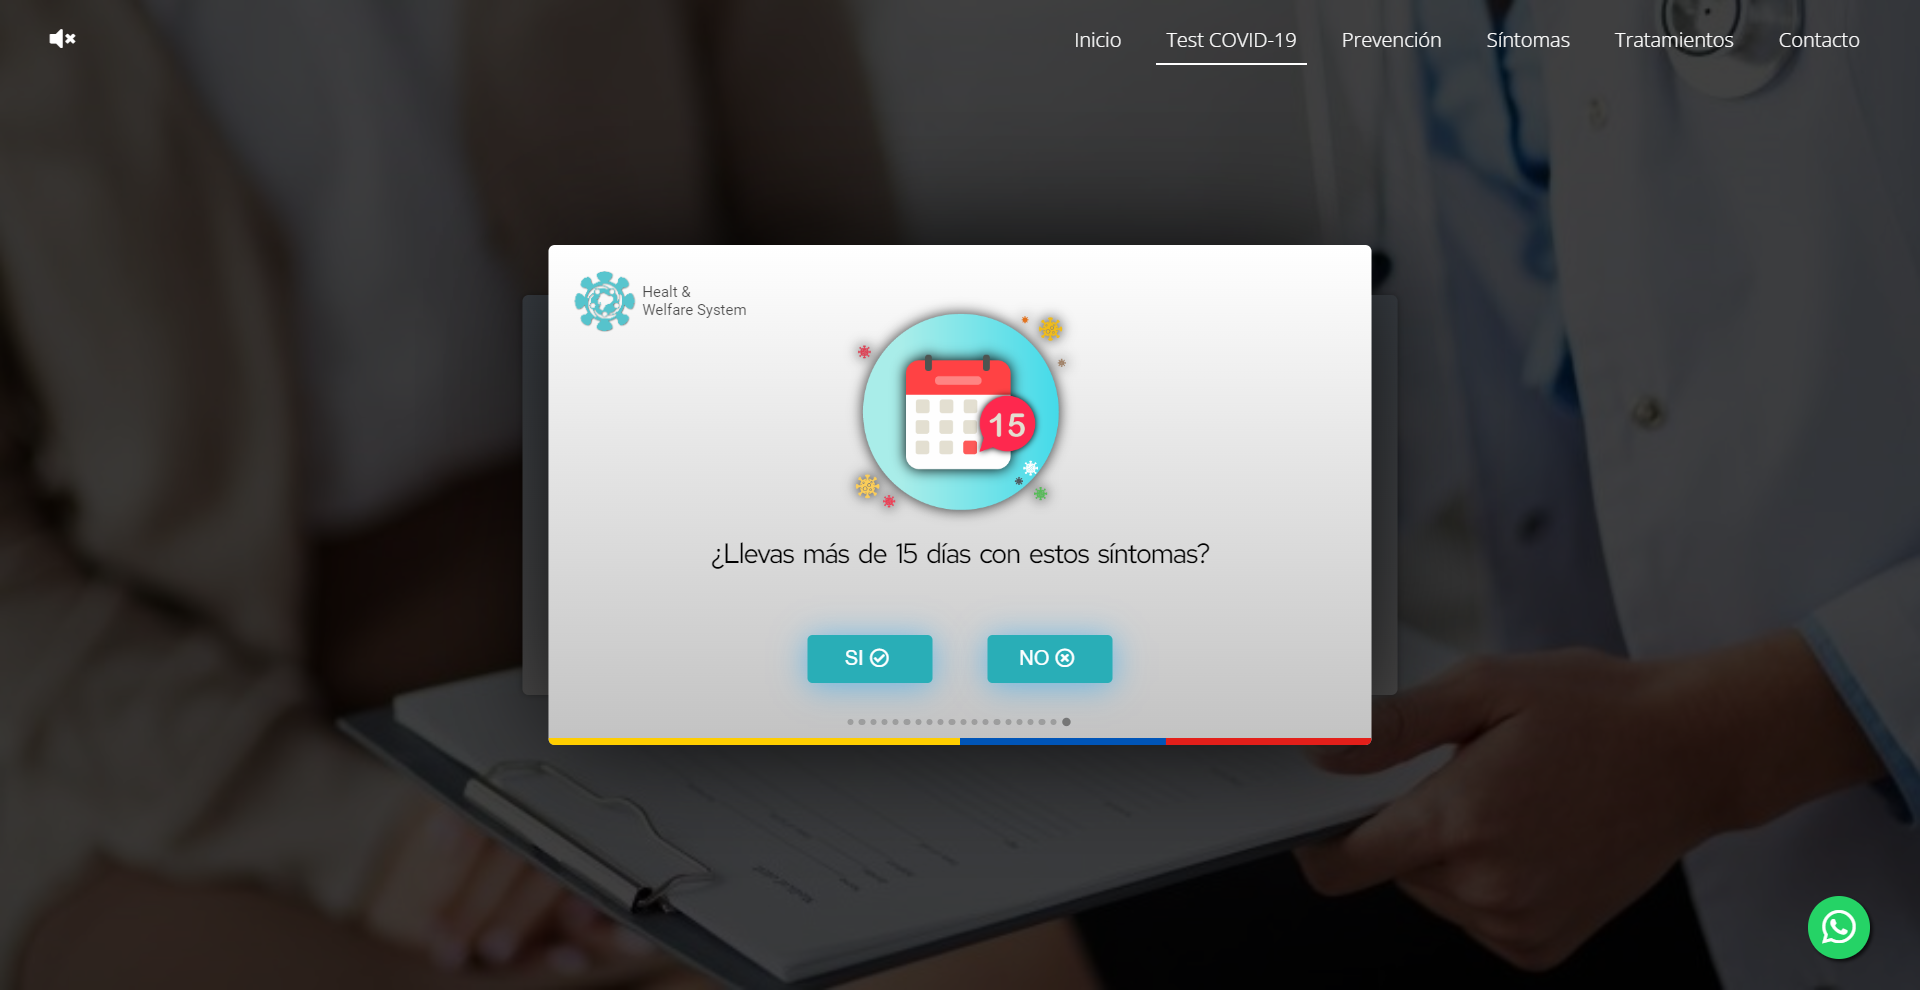 Inicio
Test COVID-19
Prevención
Síntomas
Tratamientos
Contacto
Healt &
Welfare System
15
¿Llevas más de 15 días con estos síntomas?
SI
NO